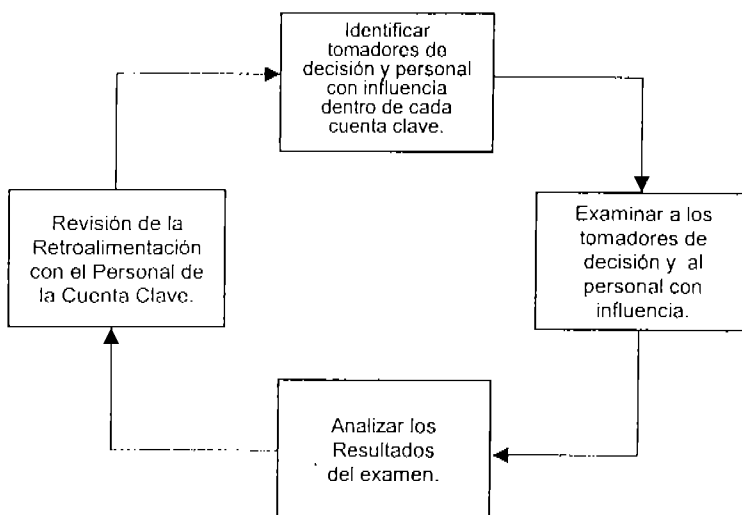 Identificar
tomadores de
decisión y personal
con influencia
dentro de cada
cuenta clave.
Examinar a los
tomadores de
decisión y al
personal con
influencia.
Analizar los
Resultados
del examen.
Revisión de la
Retroalimentación
con el Personal de
la Cuenta Clave.